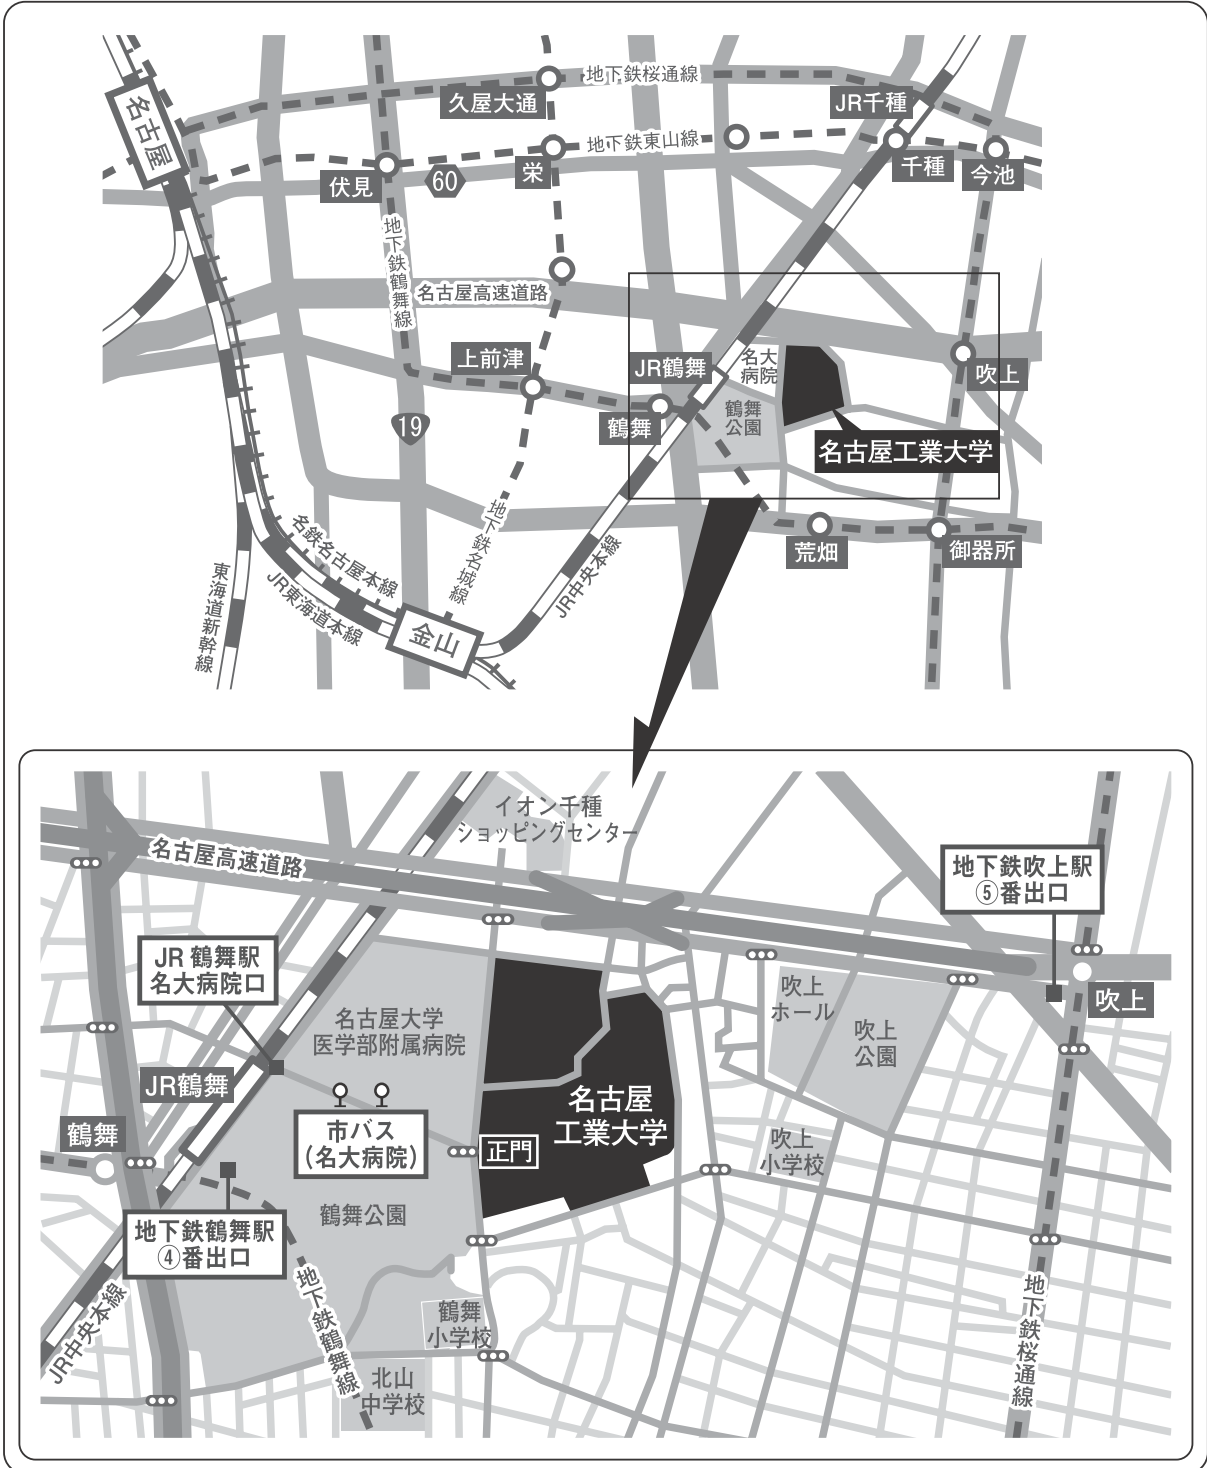 名古屋
久屋大通
地下鉄桜通線
JR千種
地下鉄東山線
伏見
60
栄
千種
今池
地下鉄鶴舞線
名古屋高速道路
上前津
JR鶴舞
名大
病院
吹上
19
鶴舞
鶴舞
公園
名古屋工業大学
地下鉄名城線
荒畑
御器所
名鉄名古屋本線
JR東海道本線
東海道新幹線
JR中央本線
金山
イオン千種
ショッピングセンター
名古屋高速道路
地下鉄吹上駅
⑤番出口
JR 鶴舞駅
名大病院口
吹上
ホール
吹上
名古屋大学
医学部附属病院
吹上
公園
JR鶴舞
名古屋
工業大学
鶴舞
市バス
(名大病院)
正門
吹上
小学校
鶴舞公園
地下鉄鶴舞駅
④番出口
地下鉄鶴舞線
JR中央本線
鶴舞
小学校
地下鉄桜通線
北山
中学校